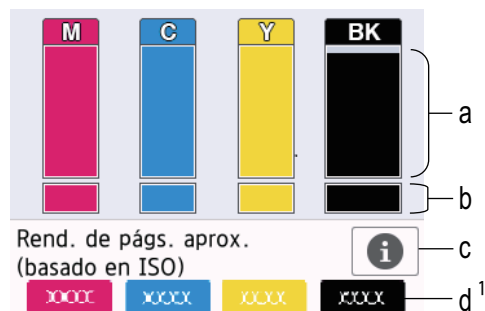 M C Y BK
a
b
Rend. de págs. aprox.
(basado en ISO)
c
XXXX XXXX XXXX XXXX
d 1